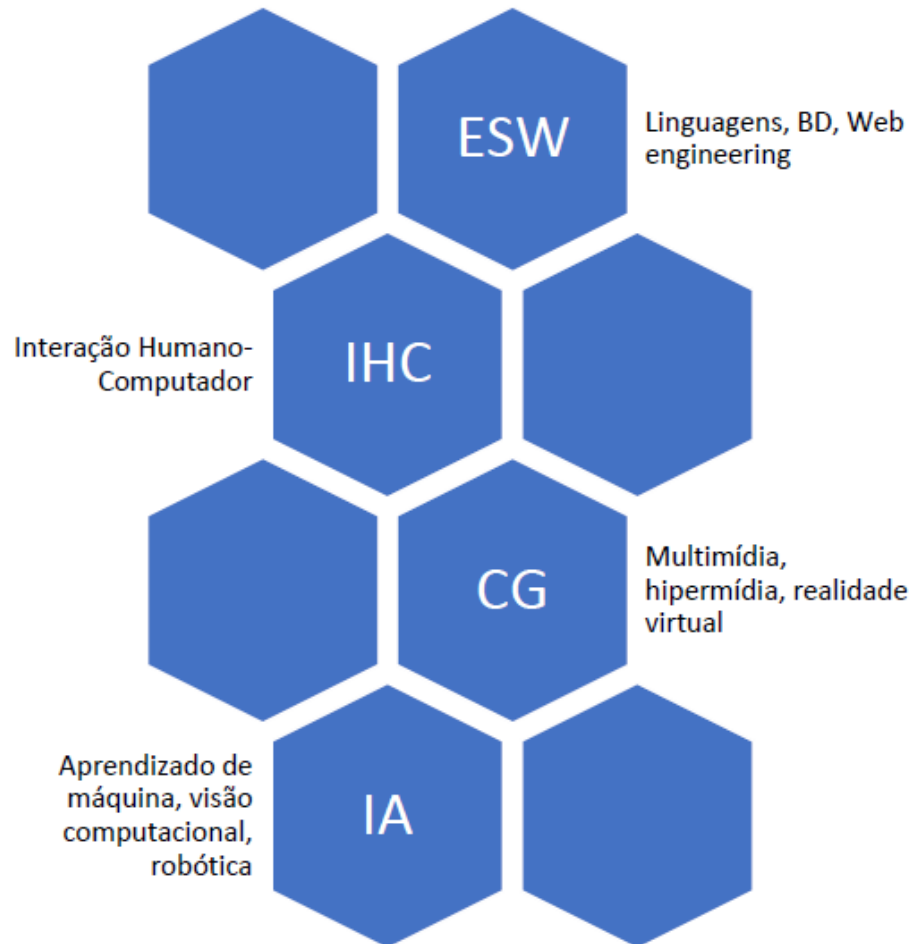 ESW
Linguagens, BD, Web
engineering
Interação Humano-
Computador
IHC
CG
Multimídia,
hipermídia, realidade
virtual
Aprendizado de
máquina, visão
computacional,
robótica
IA